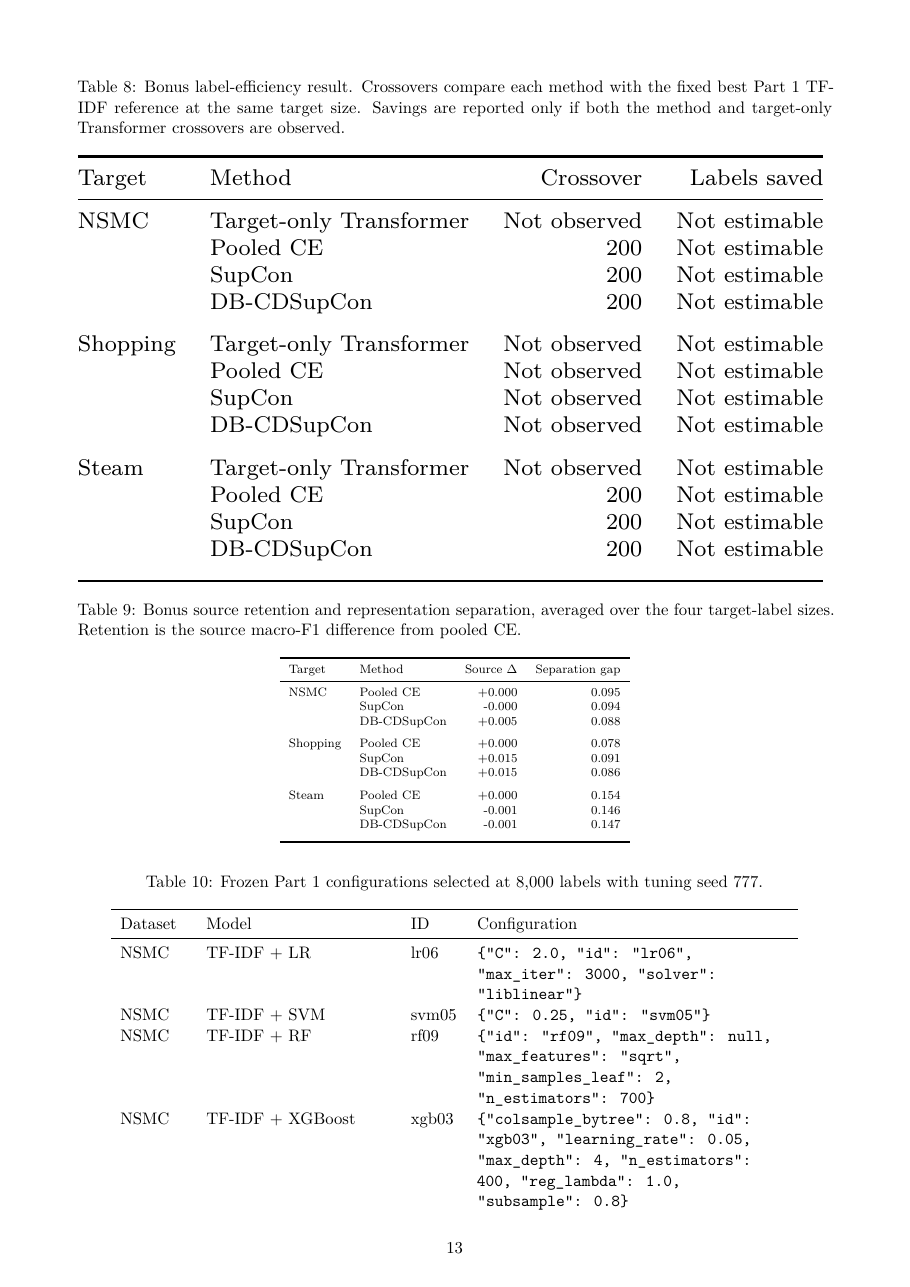 Table 8: Bonus label-efficiency result. Crossovers compare each method with the fixed best Part 1 TF-
IDF reference at the same target size. Savings are reported only if both the method and target-only
Transformer crossovers are observed.
Target Method Crossover Labels saved
NSMC Target-only Transformer Not observed Not estimable
Pooled CE 200 Not estimable
SupCon 200 Not estimable
DB-CDSupCon 200 Not estimable
Shopping Target-only Transformer Not observed Not estimable
Pooled CE Not observed Not estimable
SupCon Not observed Not estimable
DB-CDSupCon Not observed Not estimable
Steam Target-only Transformer Not observed Not estimable
Pooled CE 200 Not estimable
SupCon 200 Not estimable
DB-CDSupCon 200 Not estimable
Table 9: Bonus source retention and representation separation, averaged over the four target-label sizes.
Retention is the source macro-F1 difference from pooled CE.
Target Method Source Δ Separation gap
NSMC Pooled CE +0.000 0.095
SupCon -0.000 0.094
DB-CDSupCon +0.005 0.088
Shopping Pooled CE +0.000 0.078
SupCon +0.015 0.091
DB-CDSupCon +0.015 0.086
Steam Pooled CE +0.000 0.154
SupCon -0.001 0.146
DB-CDSupCon -0.001 0.147
Table 10: Frozen Part 1 configurations selected at 8,000 labels with tuning seed 777.
Dataset Model ID Configuration
NSMC TF-IDF + LR lr06 {"C": 2.0, "id": "lr06",
"max_iter": 3000, "solver":
"liblinear"}
NSMC TF-IDF + SVM svm05 {"C": 0.25, "id": "svm05"}
NSMC TF-IDF + RF rf09 {"id": "rf09", "max_depth": null,
"max_features": "sqrt",
"min_samples_leaf": 2,
"n_estimators": 700}
NSMC TF-IDF + XGBoost xgb03 {"colsample_bytree": 0.8, "id":
"xgb03", "learning_rate": 0.05,
"max_depth": 4, "n_estimators":
400, "reg_lambda": 1.0,
"subsample": 0.8}
13